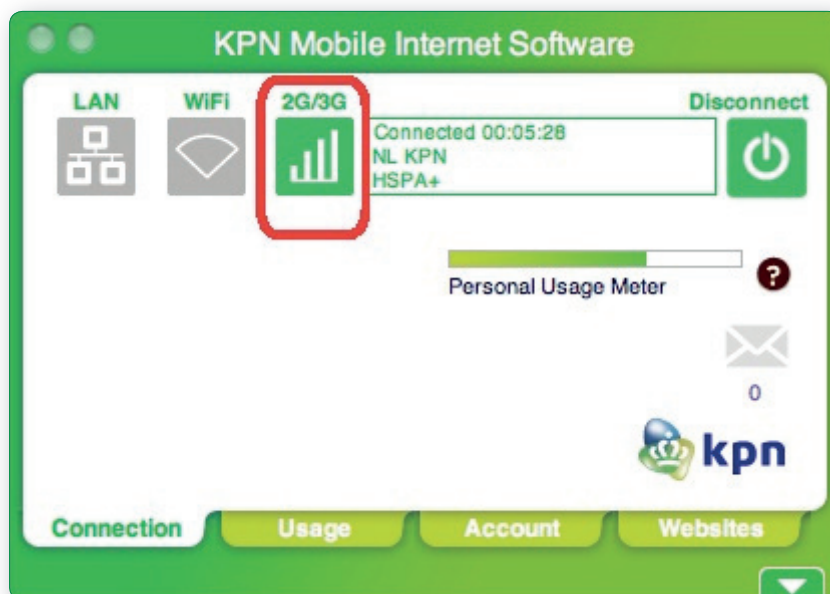 KPN Mobile Internet Software
LAN WiFi 2G/3G Disconnect
Connected 00:05:28
NL KPN
HSPA+
Personal Usage Meter ?
0
kpn
Connection Usage Account Websites